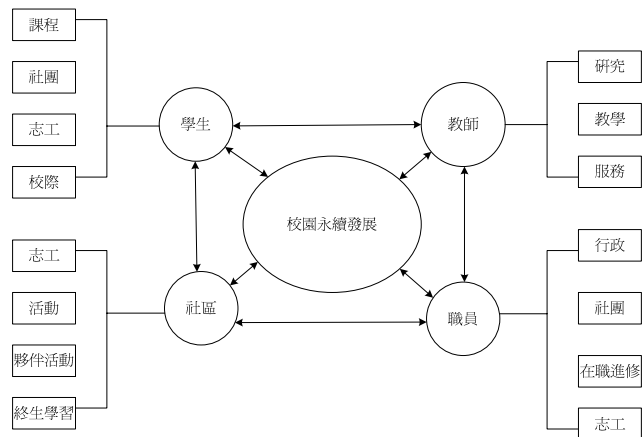 課程
社團
志工
校際
學生
教師
研究
教學
服務
校園永續發展
志工
活動
夥伴活動
終生學習
社區
職員
行政
社團
在職進修
志工